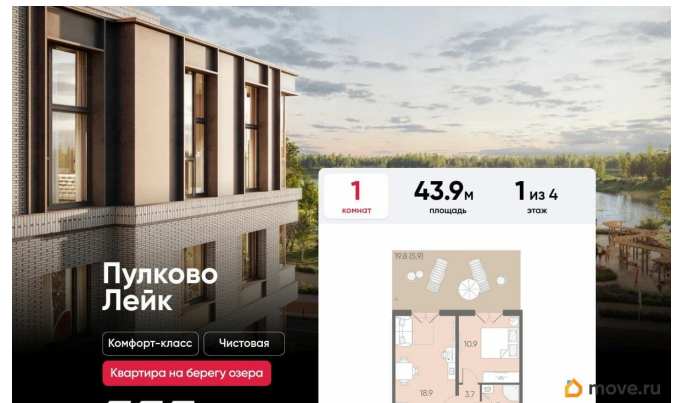 1
комнат
43.9 м
площадь
1 из 4
этаж
19.8 (5.9)
10.9
18.9
3.7
Пулково
Лейк
Комфорт-класс
Чистовая
Квартира на берегу озера
move.ru